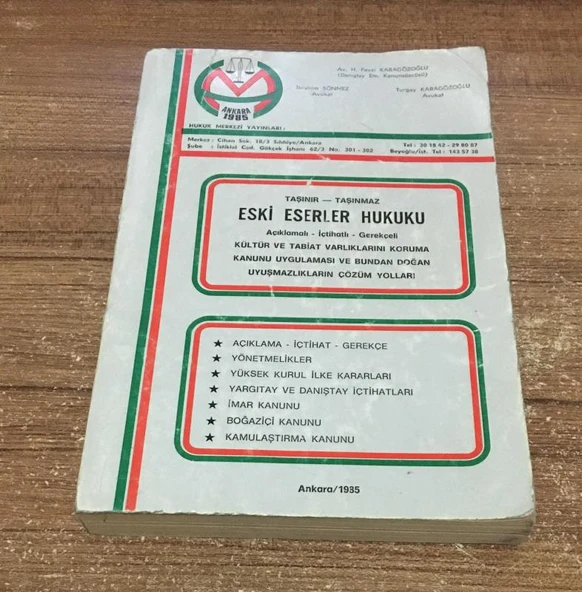 Av. H. Feyzi KARAGÖZOĞLU
(Danıştay Em. Kanunsözcüsü)
İbrahim SÖNMEZ
Avukat
Turgay KARAGÖZOĞLU
Avukat
ANKARA
1985
HUKUK MERKEZİ YAYINLARI:
Merkez : Cihan Sok. 18/3 Sıhhiye/Ankara
Tel : 30 18 43 - 29 80 87
Şube : İstiklal Cad. Gökçek İşhanı 62/3 No. 301 - 302
Beyoğlu/İst. Tel : 143 57 38
TAŞINIR — TAŞINMAZ
ESKİ ESERLER HUKUKU
Açıklamalı - İçtihatlı - Gerekçeli
KÜLTÜR VE TABİAT VARLIKLARINI KORUMA
KANUNU UYGULAMASI VE BUNDAN DOĞAN
UYUŞMAZLIKLARIN ÇÖZÜM YOLLARI
★ AÇIKLAMA - İÇTİHAT - GEREKÇE
★ YÖNETMELİKLER
★ YÜKSEK KURUL İLKE KARARLARI
★ YARGITAY VE DANIŞTAY İÇTİHATLARI
★ İMAR KANUNU
★ BOĞAZİÇİ KANUNU
★ KAMULAŞTIRMA KANUNU
Ankara/1985